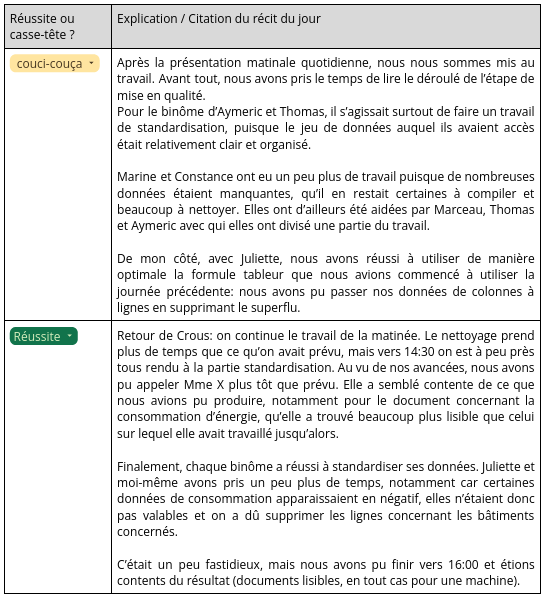 Réussite ou
casse-tête ?
Explication / Citation du récit du jour
couci-couça
Après la présentation matinale quotidienne, nous nous sommes mis au
travail. Avant tout, nous avons pris le temps de lire le déroulé de l’étape de
mise en qualité.
Pour le binôme d’Aymeric et Thomas, il s’agissait surtout de faire un travail
de standardisation, puisque le jeu de données auquel ils avaient accès
était relativement clair et organisé.
Marine et Constance ont eu un peu plus de travail puisque de nombreuses
données étaient manquantes, qu’il en restait certaines à compiler et
beaucoup à nettoyer. Elles ont d’ailleurs été aidées par Marceau, Thomas
et Aymeric avec qui elles ont divisé une partie du travail.
De mon côté, avec Juliette, nous avons réussi à utiliser de manière
optimale la formule tableur que nous avions commencé à utiliser la
journée précédente: nous avons pu passer nos données de colonnes à
lignes en supprimant le superflu.
Réussite
Retour de Crous: on continue le travail de la matinée. Le nettoyage prend
plus de temps que ce qu’on avait prévu, mais vers 14:30 on est à peu près
tous rendu à la partie standardisation. Au vu de nos avancées, nous avons
pu appeler Mme X plus tôt que prévu. Elle a semblé contente de ce que
nous avions pu produire, notamment pour le document concernant la
consommation d’énergie, qu’elle a trouvé beaucoup plus lisible que celui
sur lequel elle avait travaillé jusqu’alors.
Finalement, chaque binôme a réussi à standardiser ses données. Juliette et
moi-même avons pris un peu plus de temps, notamment car certaines
données de consommation apparaissaient en négatif, elles n’étaient donc
pas valables et on a dû supprimer les lignes concernant les bâtiments
concernés.
C’était un peu fastidieux, mais nous avons pu finir vers 16:00 et étions
contents du résultat (documents lisibles, en tout cas pour une machine).